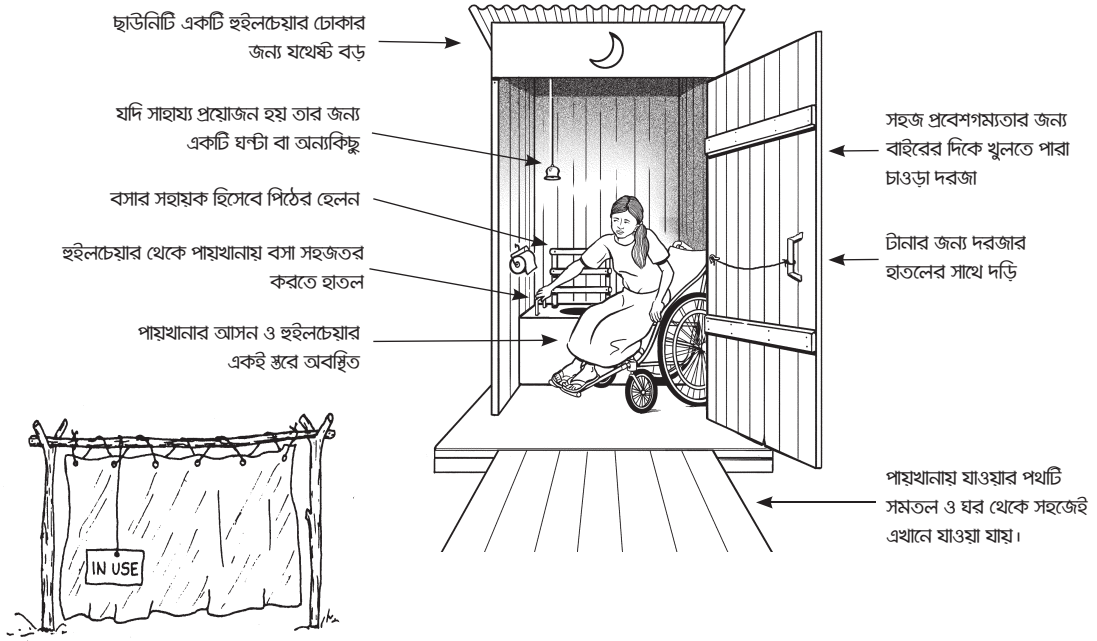 ছাউনিটি একটি হুইলচেয়ার ঢোকার
জন্য যথেষ্ট বড়
যদি সাহায্য প্রয়োজন হয় তার জন্য
একটি ঘন্টা বা অন্যকিছু
বসার সহায়ক হিসেবে পিঠের হেলন
হুইলচেয়ার থেকে পায়খানায় বসা সহজতর
করতে হাতল
পায়খানার আসন ও হুইলচেয়ার
একই স্তরে অবস্থিত
সহজ প্রবেশগম্যতার জন্য
বাইরের দিকে খুলতে পারা
চাওড়া দরজা
টানার জন্য দরজার
হাতলের সাথে দড়ি
পায়খানায় যাওয়ার পথটি
সমতল ও ঘর থেকে সহজেই
এখানে যাওয়া যায়।
IN USE